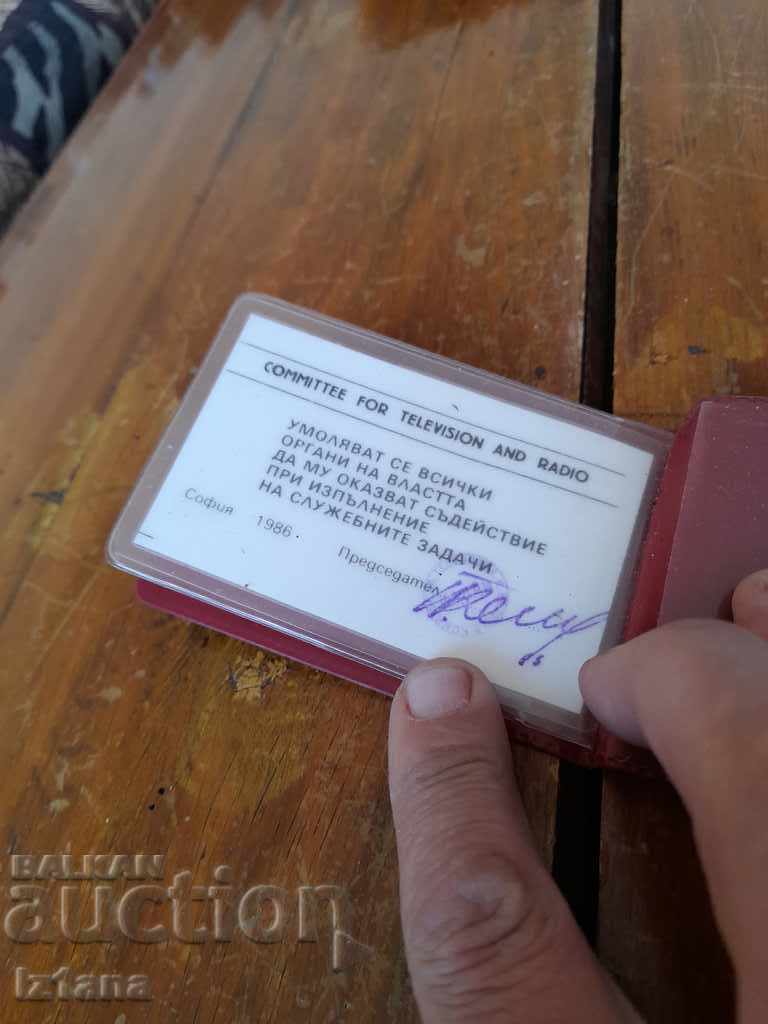 COMMITTEE FOR TELEVISION AND RADIO
УМОЛЯВАТ СЕ ВСИЧКИ
ОРГАНИ НА ВЛАСТТА
ДА МУ ОКАЗВАТ СЪДЕЙСТВИЕ
ПРИ ИЗПЪЛНЕНИЕ
НА СЛУЖЕБНИТЕ ЗАДАЧИ
София 1986 Председател
BALKAN
auction
Iztana